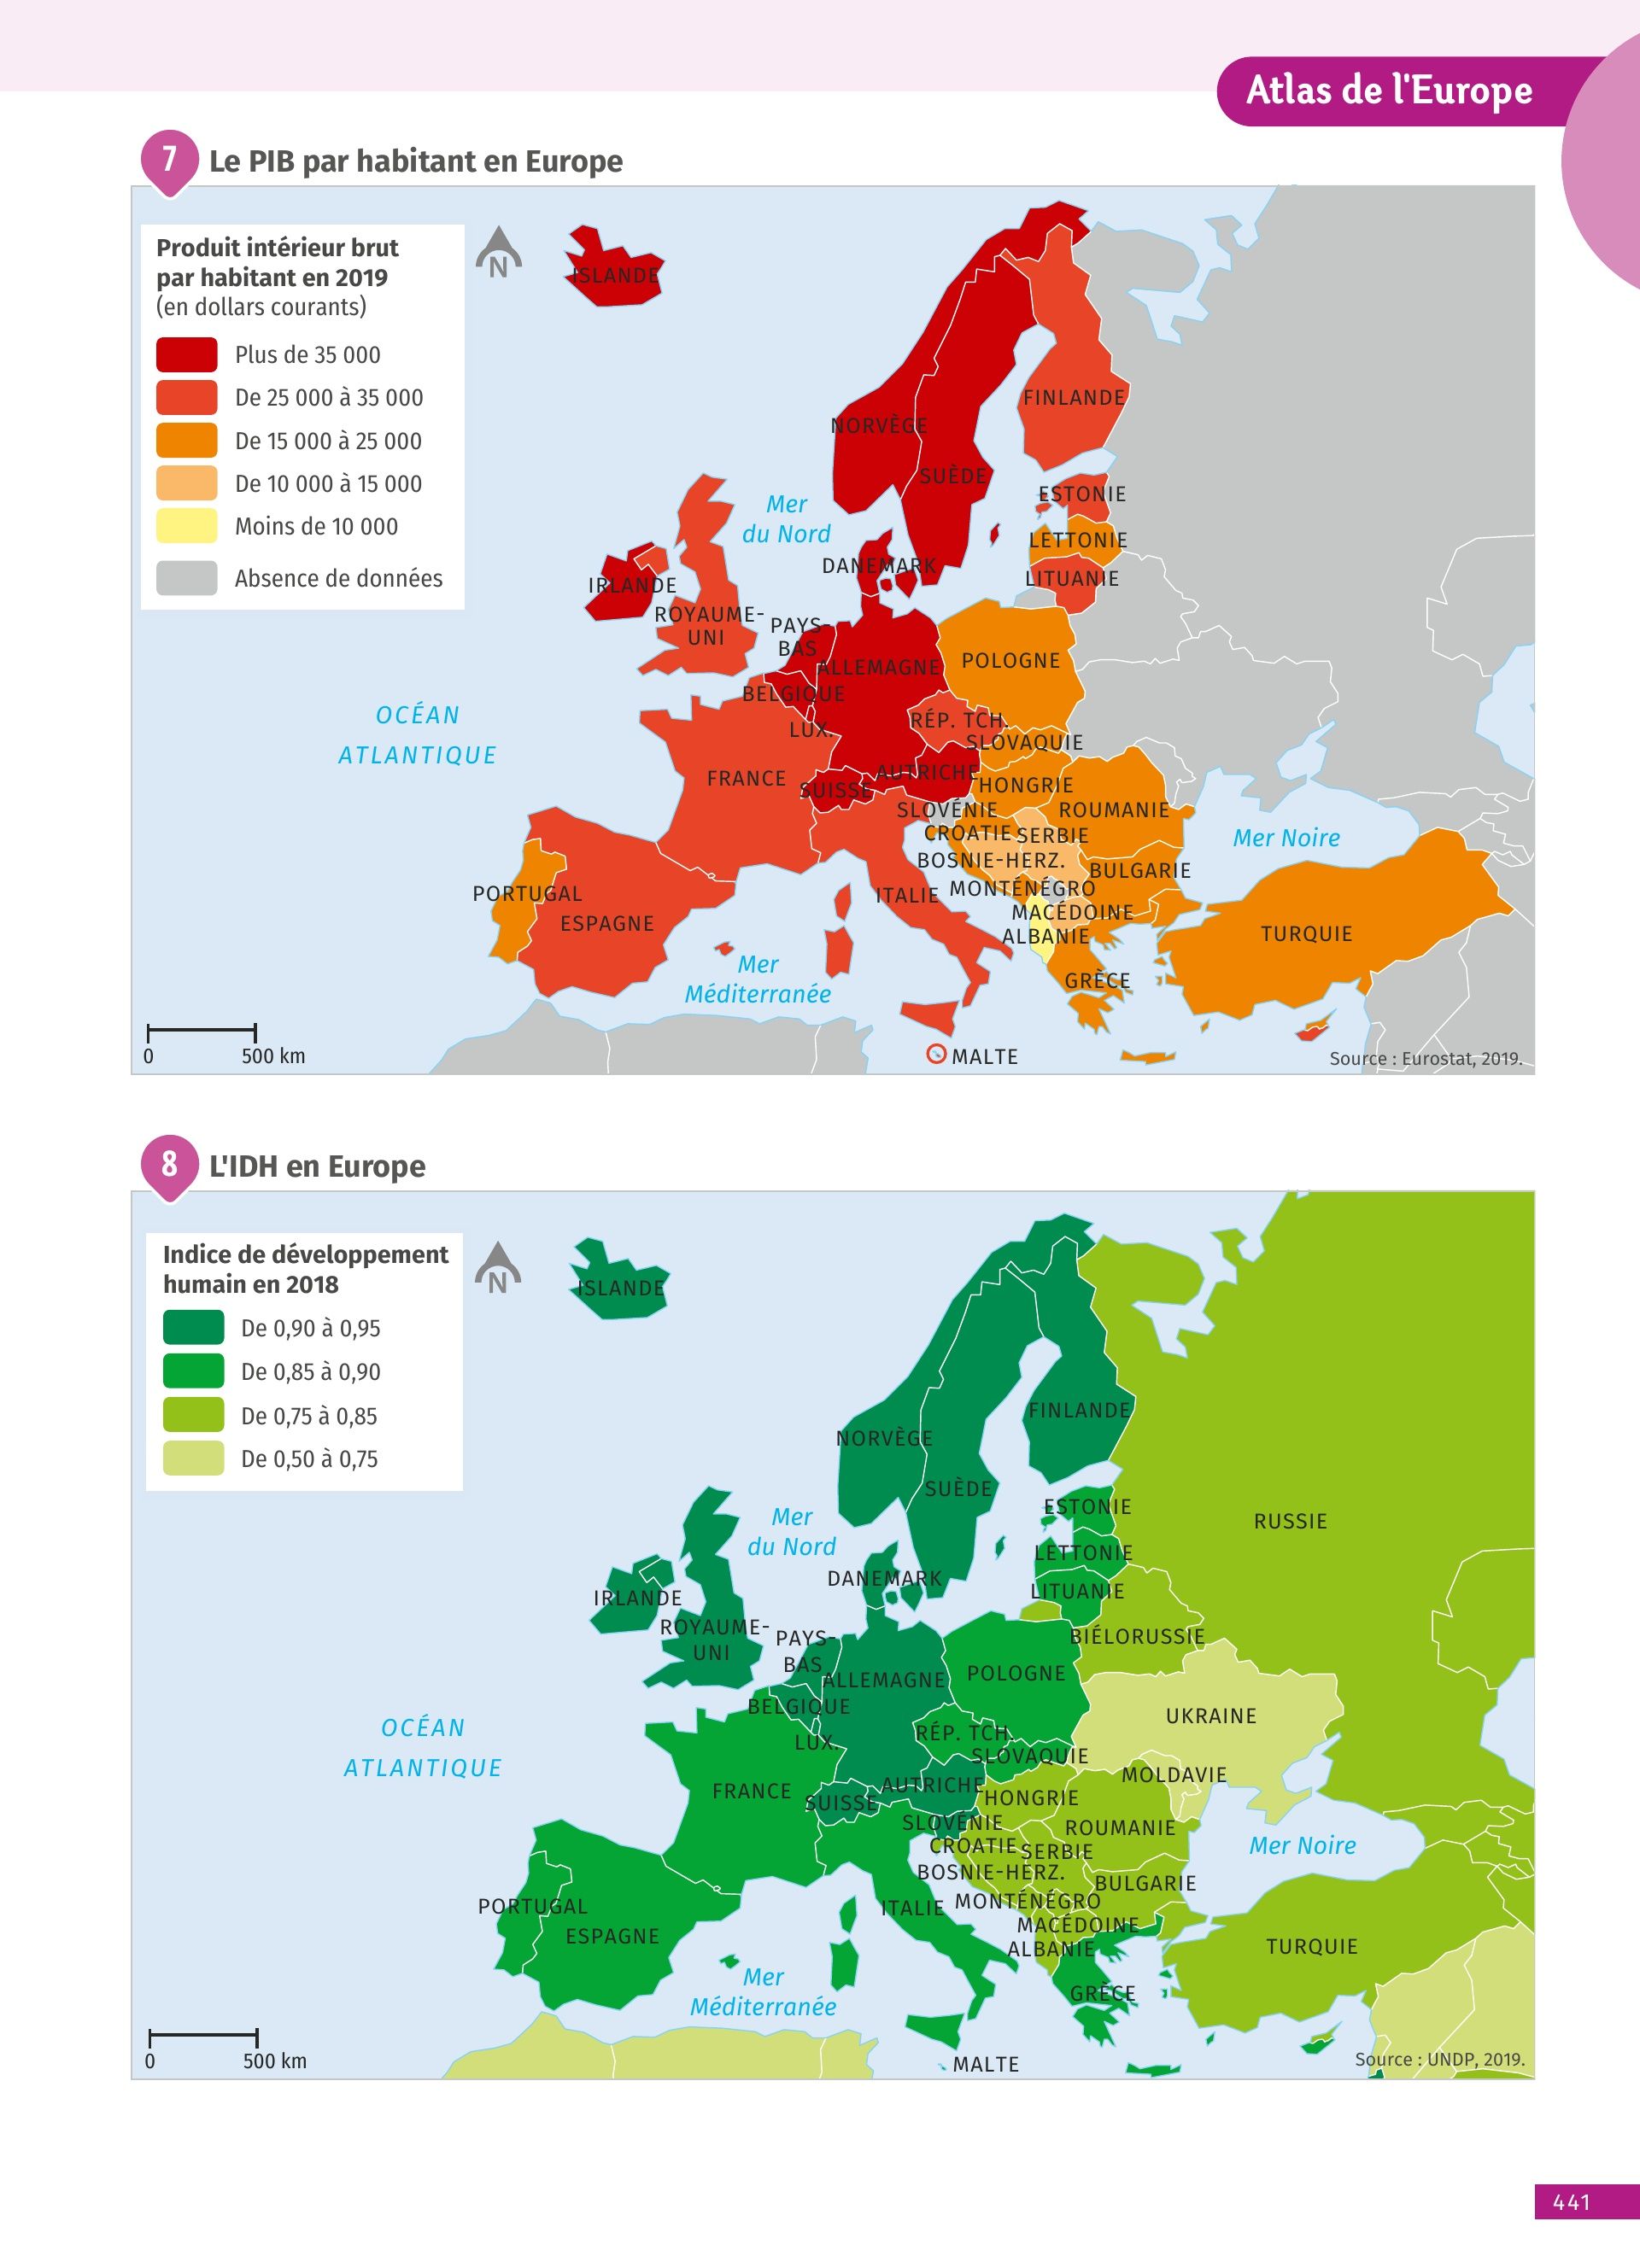 Atlas de l'Europe
7
Le PIB par habitant en Europe
Produit intérieur brut
par habitant en 2019
(en dollars courants)
Plus de 35 000
De 25 000 à 35 000
De 15 000 à 25 000
De 10 000 à 15 000
Moins de 10 000
Absence de données
N
ISLANDE
NORVÈGE
SUÈDE
FINLANDE
ESTONIE
LETTONIE
LITUANIE
Mer
du Nord
DANEMARK
IRLANDE
ROYAUME-
UNI
PAYS-
BAS
ALLEMAGNE
POLOGNE
BELGIQUE
LUX.
RÉP. TCH.
SLOVAQUIE
OCÉAN
ATLANTIQUE
FRANCE
SUISSE
AUTRICHE
HONGRIE
SLOVÉNIE
ROUMANIE
CROATIE
SERBIE
BOSNIE-HERZ.
BULGARIE
Mer Noire
MONTÉNÉGRO
ITALIE
MACÉDOINE
ALBANIE
PORTUGAL
ESPAGNE
TURQUIE
Mer
Méditerranée
GRÈCE
MALTE
0
500 km
Source : Eurostat, 2019.
8
L'IDH en Europe
Indice de développement
humain en 2018
De 0,90 à 0,95
De 0,85 à 0,90
De 0,75 à 0,85
De 0,50 à 0,75
N
ISLANDE
NORVÈGE
SUÈDE
FINLANDE
ESTONIE
RUSSIE
LETTONIE
LITUANIE
Mer
du Nord
DANEMARK
IRLANDE
ROYAUME-
UNI
PAYS-
BAS
BIÉLORUSSIE
ALLEMAGNE
POLOGNE
BELGIQUE
UKRAINE
LUX.
RÉP. TCH.
SLOVAQUIE
OCÉAN
ATLANTIQUE
MOLDAVIE
FRANCE
SUISSE
AUTRICHE
HONGRIE
SLOVÉNIE
ROUMANIE
CROATIE
SERBIE
Mer Noire
BOSNIE-HERZ.
BULGARIE
MONTÉNÉGRO
ITALIE
MACÉDOINE
ALBANIE
PORTUGAL
ESPAGNE
TURQUIE
Mer
Méditerranée
GRÈCE
MALTE
0
500 km
Source : UNDP, 2019.
441